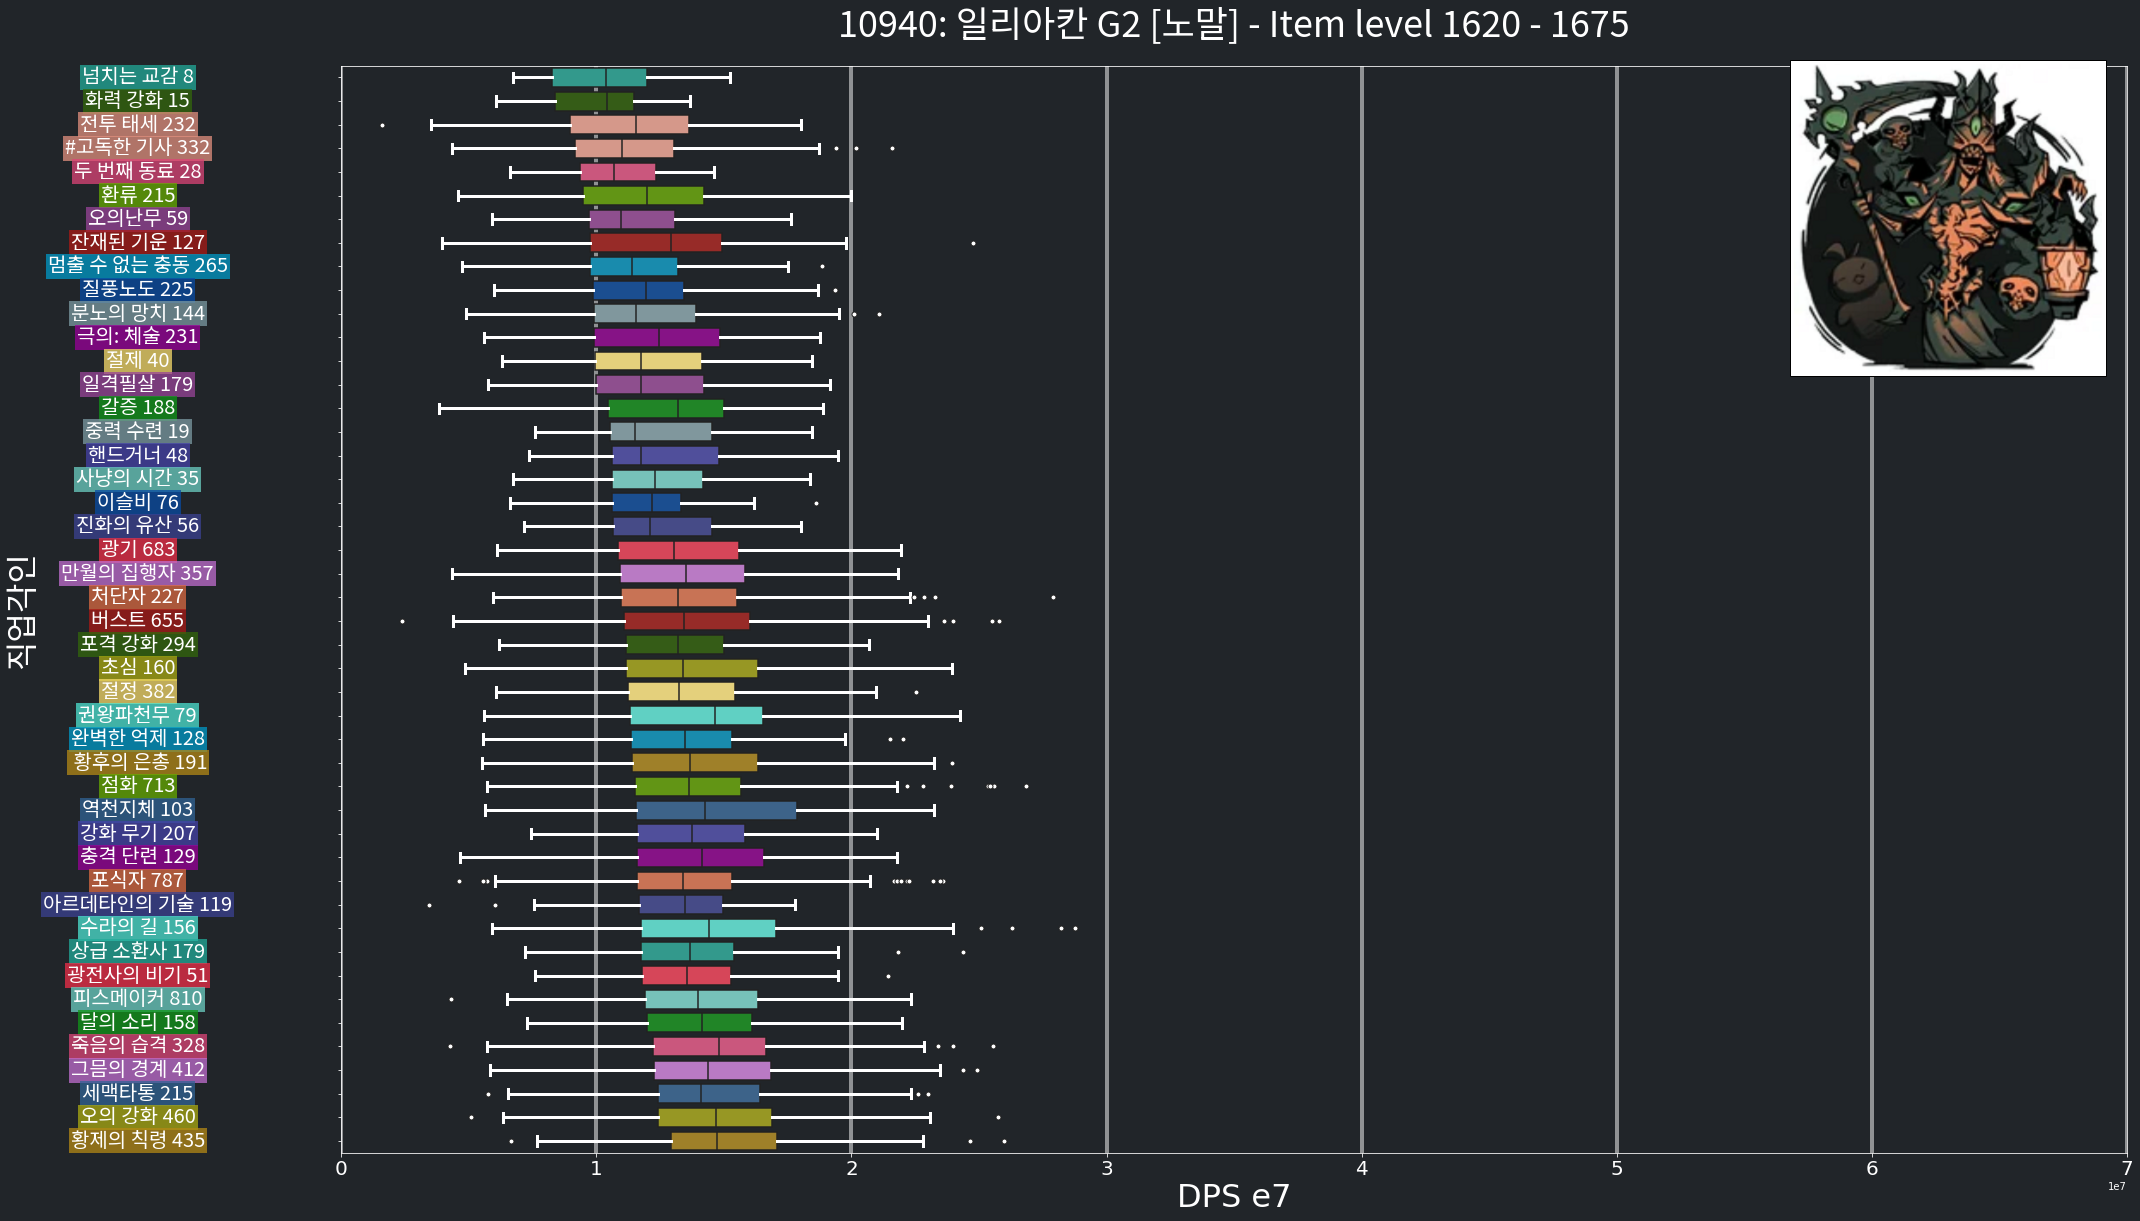 10940: 일리아칸 G2 [노말] - Item level 1620 - 1675
직업각인
넘치는 교감 8
화력 강화 15
전투 태세 232
#고독한 기사 332
두 번째 동료 28
환류 215
오의난무 59
잔재된 기운 127
멈출 수 없는 충동 265
질풍노도 225
분노의 망치 144
극의: 체술 231
절제 40
일격필살 179
갈증 188
중력 수련 19
핸드거너 48
사냥의 시간 35
이슬비 76
진화의 유산 56
광기 683
만월의 집행자 357
처단자 227
버스트 655
포격 강화 294
초심 160
절정 382
권왕파천무 79
완벽한 억제 128
황후의 은총 191
점화 713
역천지체 103
강화 무기 207
충격 단련 129
포식자 787
아르데타인의 기술 119
수라의 길 156
상급 소환사 179
광전사의 비기 51
피스메이커 810
달의 소리 158
죽음의 습격 328
그믐의 경계 412
세맥타통 215
오의 강화 460
황제의 칙령 435
0 1 2 3 4 5 6 7
DPS e7
1e7